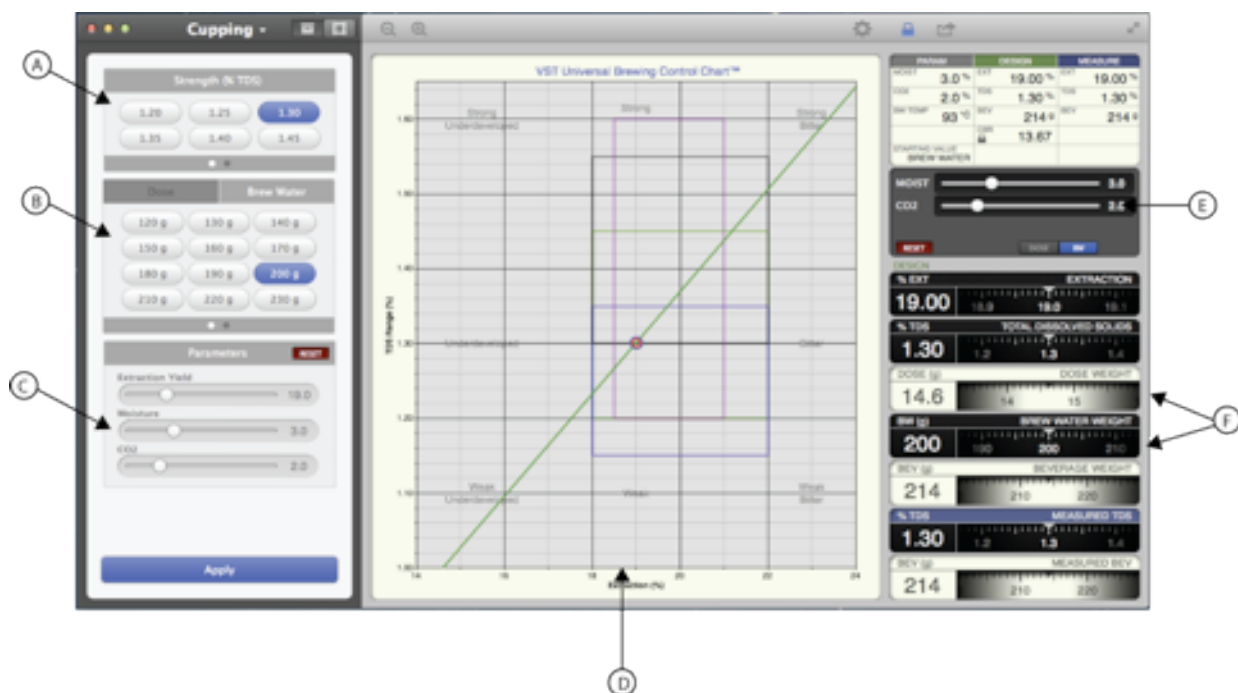 Cupping
A
Strength (% TDS)
1.20 1.25 1.30
1.35 1.40 1.45
B
Dose Brew Water
120 g 130 g 140 g
150 g 160 g 170 g
180 g 190 g 200 g
210 g 220 g 230 g
C
Parameters RESET
Extraction Yield
19.0
Moisture
3.0
CO2
2.0
Apply
VST Universal Brewing Control Chart™
Strong Underdeveloped
Strong
Strong Bitter
Underdeveloped
Bitter
Weak Underdeveloped
Weak
Weak Bitter
TDS Range (%)
1.60
1.50
1.40
1.30
1.20
1.10
1.00
14 16 18 20 22 24
Extraction (%)
D
PARAM DESIGN MEASURE
MOIST 3.0 % EXT 19.00 % EXT 19.00 %
CO2 2.0 % TDS 1.30 % TDS 1.30 %
BW TEMP 93 °C BEV 214 g BEV 214 g
13.67
STARTING VALUE
BREW WATER
MOIST 3.0
CO2 2.0
E
RESET DOSE BW
DESIGN
% EXT EXTRACTION
19.00 18.9 19.0 19.1
% TDS TOTAL DISSOLVED SOLIDS
1.30 1.2 1.3 1.4
DOSE (g) DOSE WEIGHT
14.6 14 15
F
BW (g) BREW WATER WEIGHT
200 190 200 210
BEV (g) BEVERAGE WEIGHT
214 210 220
% TDS MEASURED TDS
1.30 1.2 1.3 1.4
BEV (g) MEASURED BEV
214 210 220